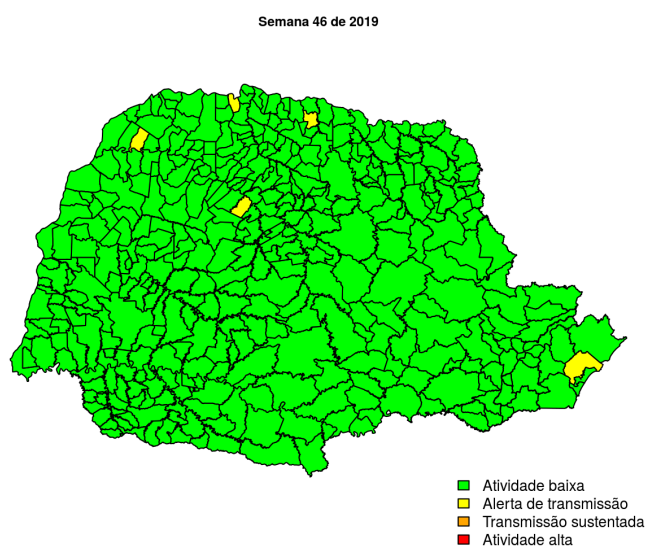 Semana 46 de 2019
Atividade baixa
Alerta de transmissão
Transmissão sustentada
Atividade alta